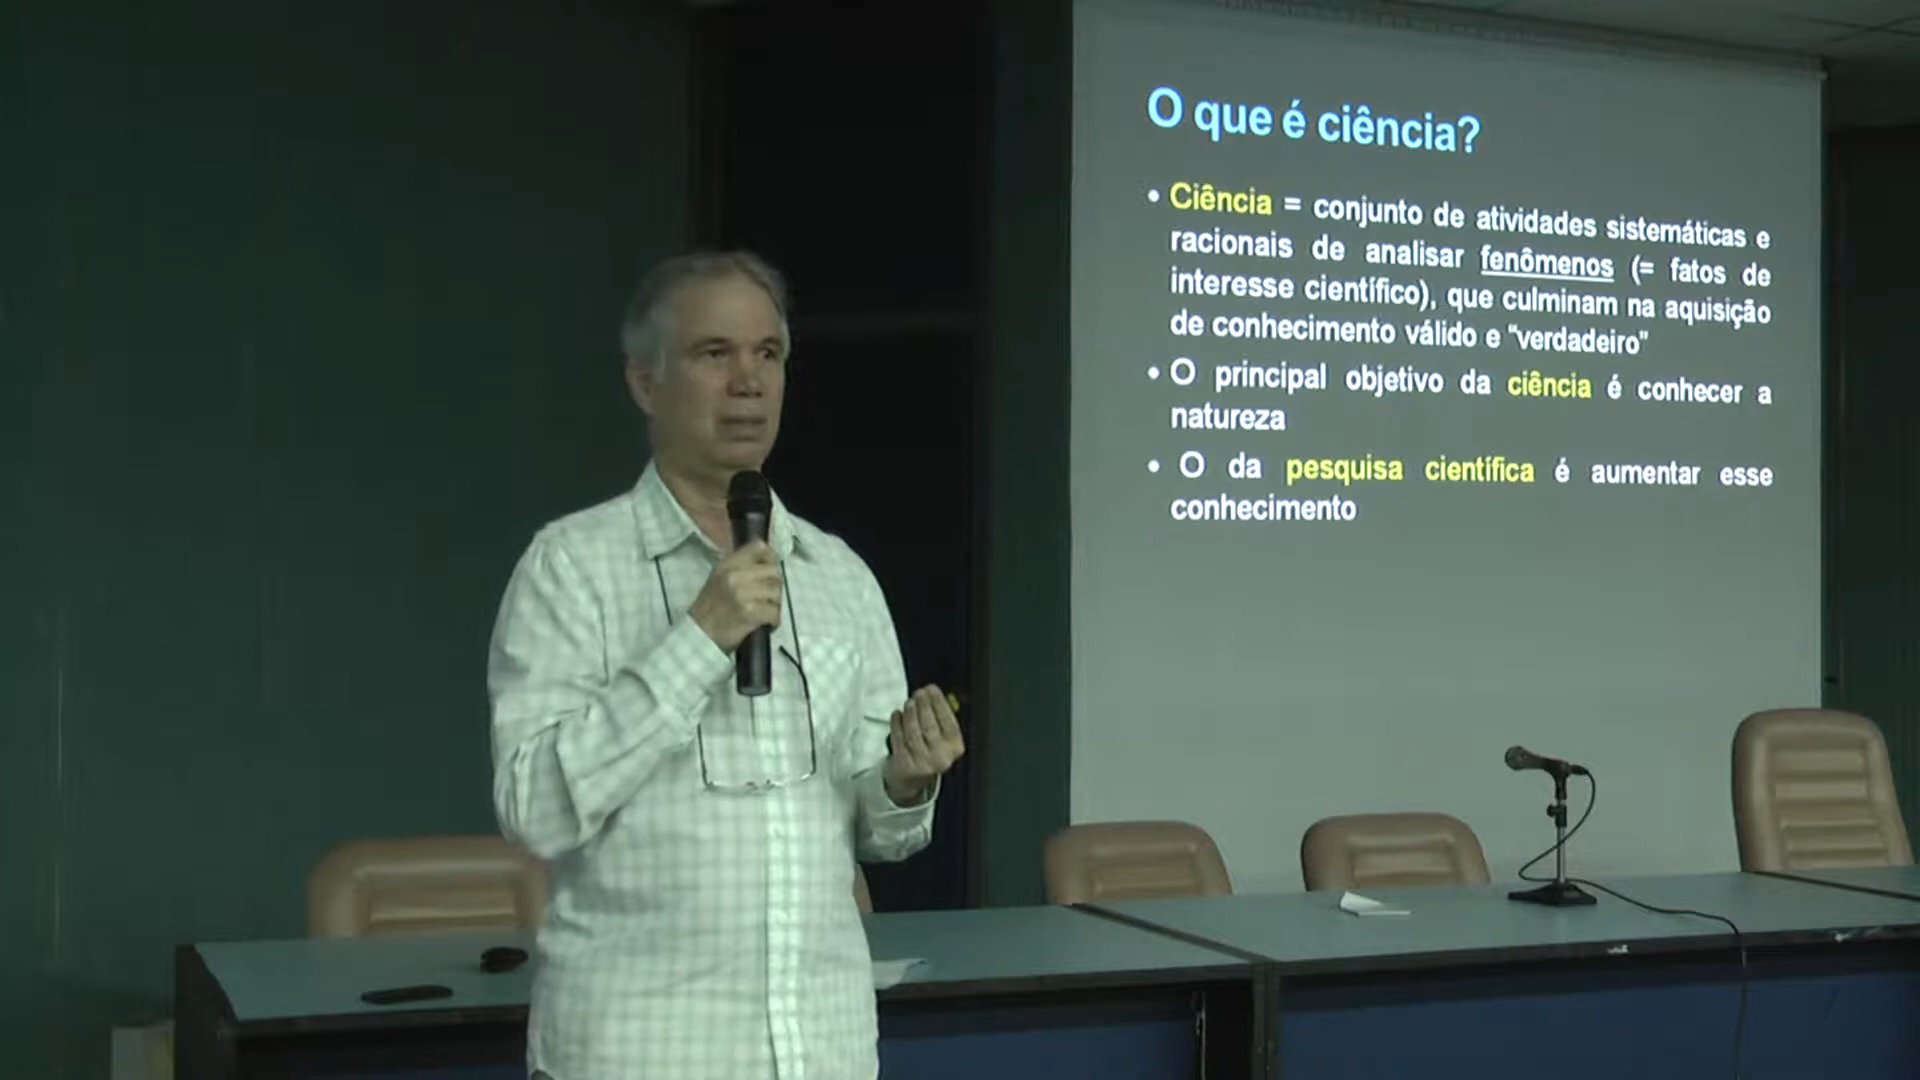 O que é ciência?
• Ciência = conjunto de atividades sistemáticas e
racionais de analisar fenômenos (= fatos de
interesse científico), que culminam na aquisição
de conhecimento válido e "verdadeiro"
• O principal objetivo da ciência é conhecer a
natureza
• O da pesquisa científica é aumentar esse
conhecimento